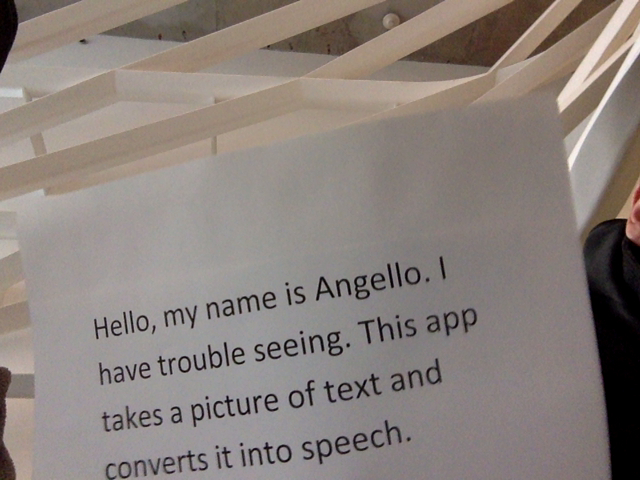 Hello, my name is Angello. I
have trouble seeing. This app
takes a picture of text and
converts it into speech.